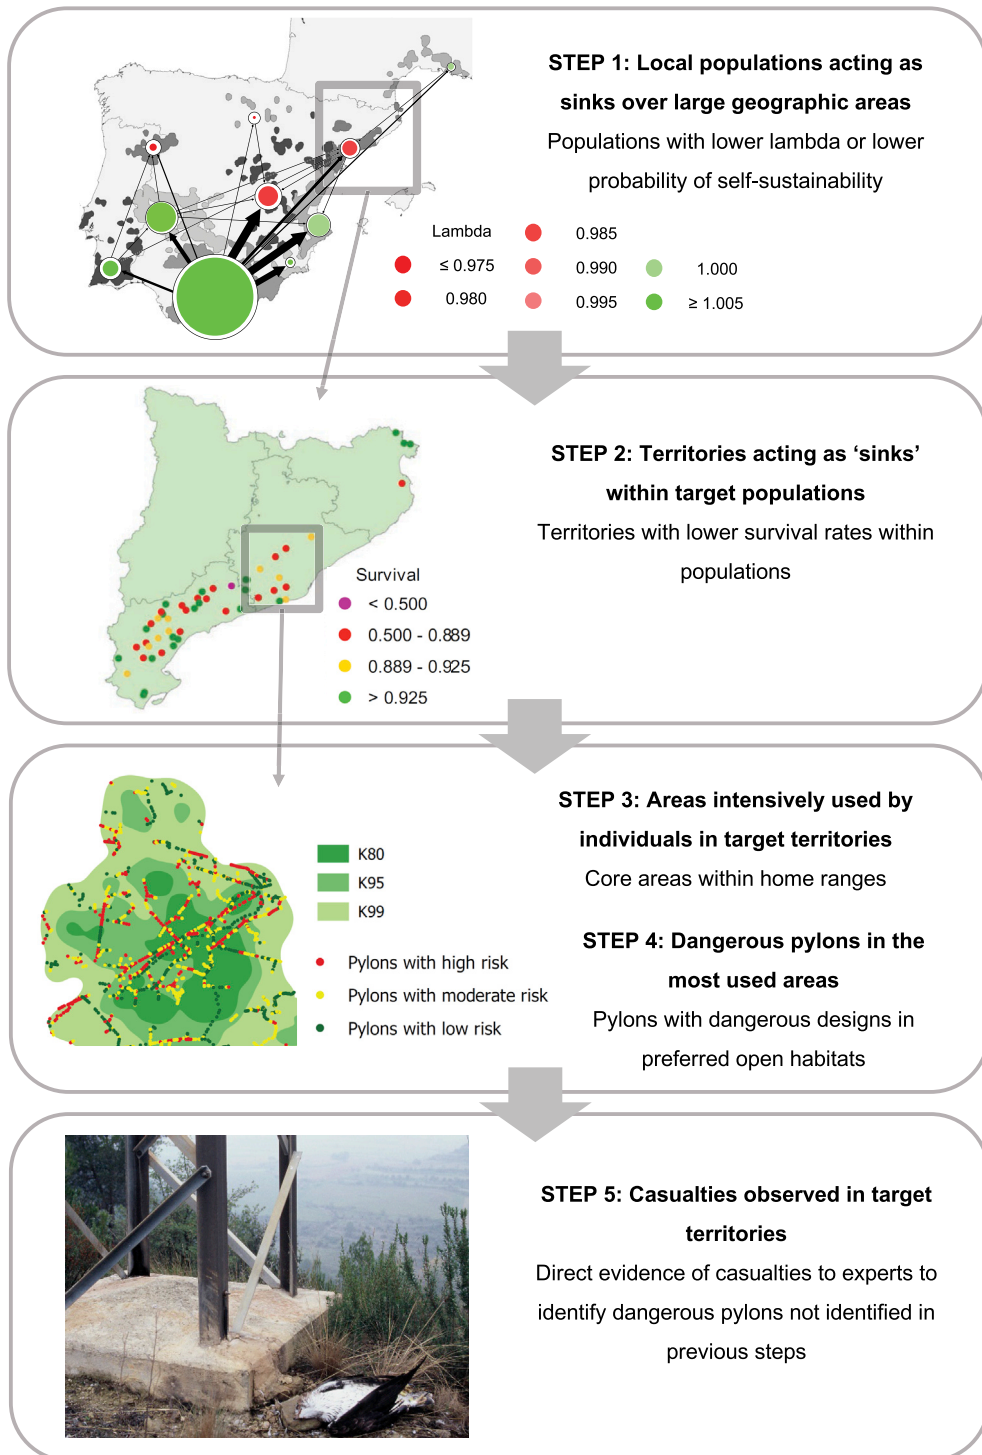 STEP 1: Local populations acting as
sinks over large geographic areas
Populations with lower lambda or lower
probability of self-sustainability
Lambda
≤ 0.975
0.980
0.985
0.990
0.995
1.000
≥ 1.005
STEP 2: Territories acting as ‘sinks’
within target populations
Territories with lower survival rates within
populations
Survival
< 0.500
0.500 - 0.889
0.889 - 0.925
> 0.925
STEP 3: Areas intensively used by
individuals in target territories
Core areas within home ranges
K80
K95
K99
Pylons with high risk
Pylons with moderate risk
Pylons with low risk
STEP 4: Dangerous pylons in the
most used areas
Pylons with dangerous designs in
preferred open habitats
STEP 5: Casualties observed in target
territories
Direct evidence of casualties to experts to
identify dangerous pylons not identified in
previous steps